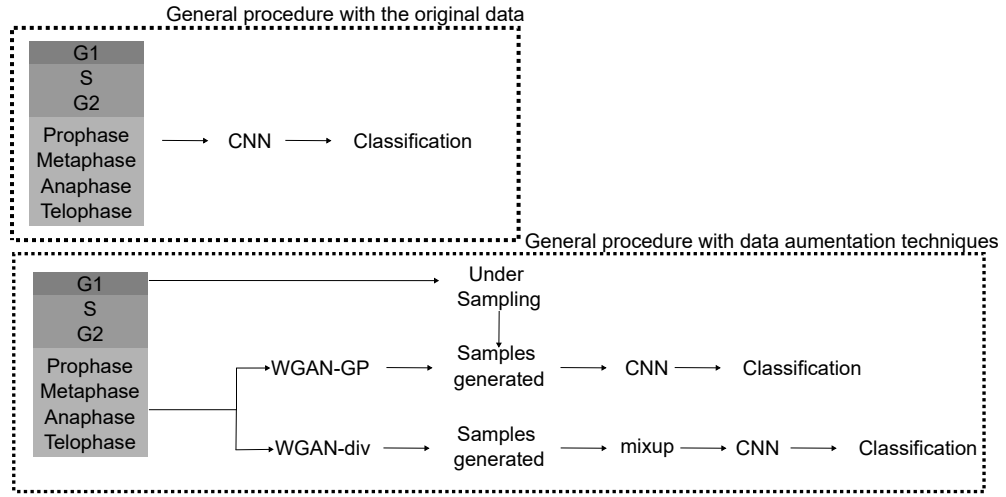 General procedure with the original data
G1
S
G2
Prophase
Metaphase
Anaphase
Telophase
CNN
Classification
General procedure with data aumentation techniques
G1
S
G2
Prophase
Metaphase
Anaphase
Telophase
Under
Sampling
WGAN-GP
Samples
generated
CNN
Classification
WGAN-div
Samples
generated
mixup
CNN
Classification